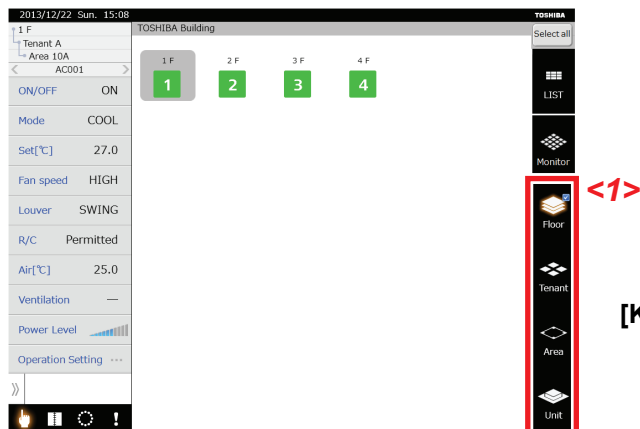 2013/12/22 Sun. 15:08
TOSHIBA
1 F
Tenant A
Area 10A
< AC001 >
TOSHIBA Building
Select all
1 F 2 F 3 F 4 F
1 2 3 4
ON/OFF ON
Mode COOL
Set[℃] 27.0
Fan speed HIGH
Louver SWING
R/C Permitted
Air[℃] 25.0
Ventilation —
Power Level
Operation Setting ...
LIST
Monitor
<1>
Floor
Tenant
Area
Unit
[K